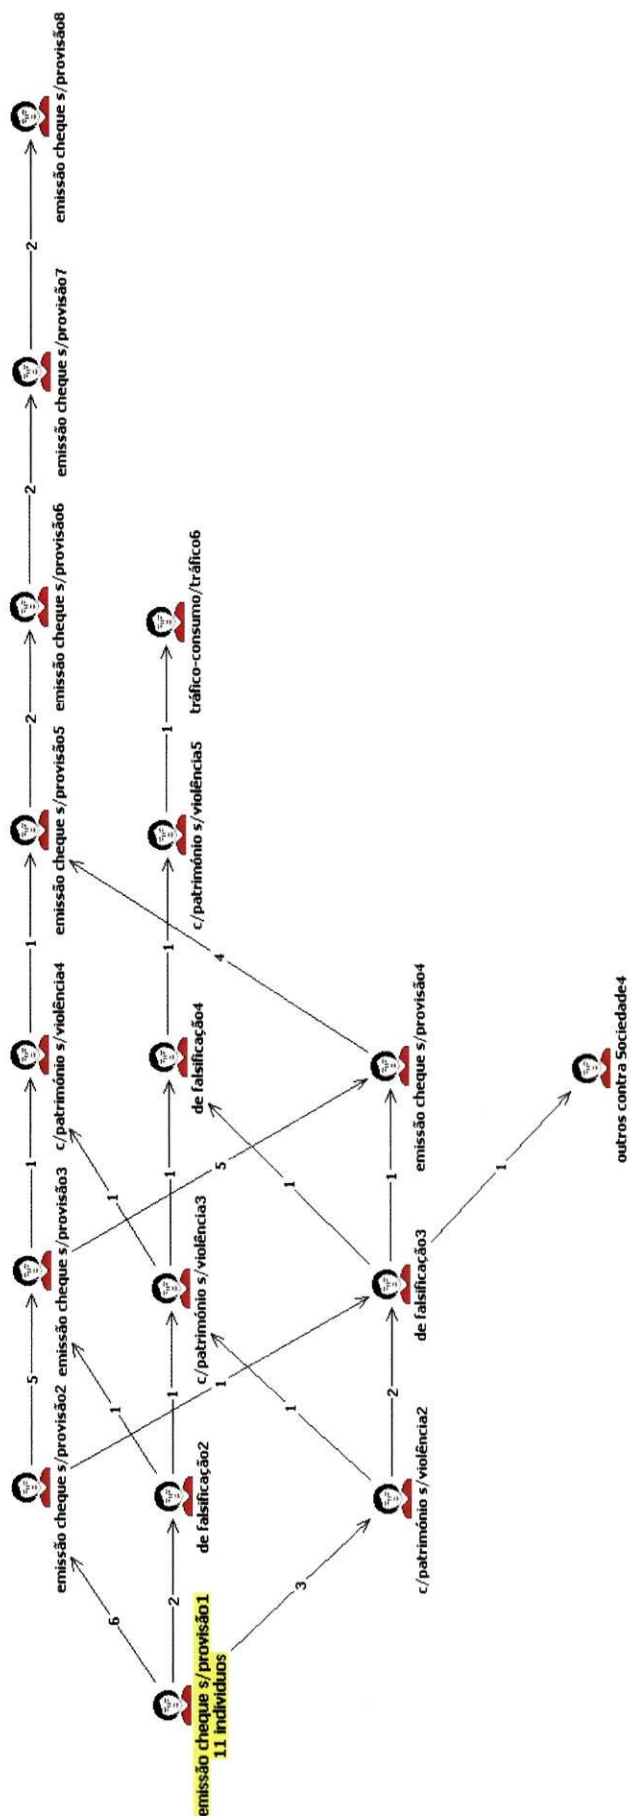 emissão cheque s/provisão1
11 individuos
6
2
3
emissão cheque s/provisão2
de falsificação2
c/património s/violência2
5
1
1
1
1
2
emissão cheque s/provisão3
c/património s/violência3
de falsificação3
1
5
1
1
1
1
1
c/património s/violência4
de falsificação4
emissão cheque s/provisão4
outros contra Sociedade4
1
4
1
emissão cheque s/provisão5
c/património s/violência5
2
1
emissão cheque s/provisão6
tráfico-consumo/tráfico6
2
emissão cheque s/provisão7
2
emissão cheque s/provisão8